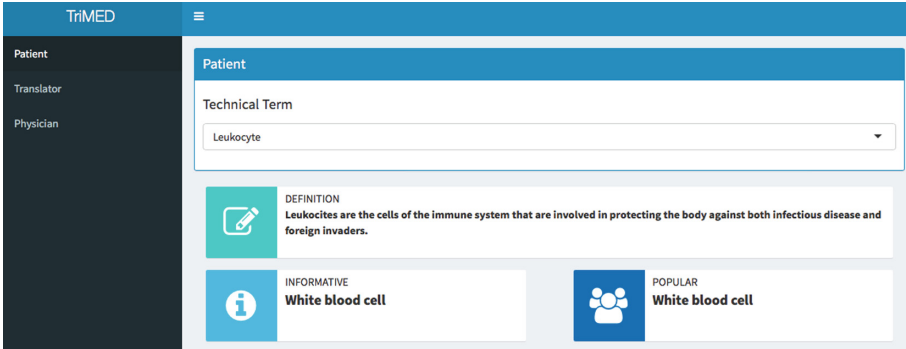 TriMED
Patient
Translator
Physician
Patient
Technical Term
Leukocyte
DEFINITION
Leukocites are the cells of the immune system that are involved in protecting the body against both infectious disease and
foreign invaders.
INFORMATIVE
White blood cell
POPULAR
White blood cell